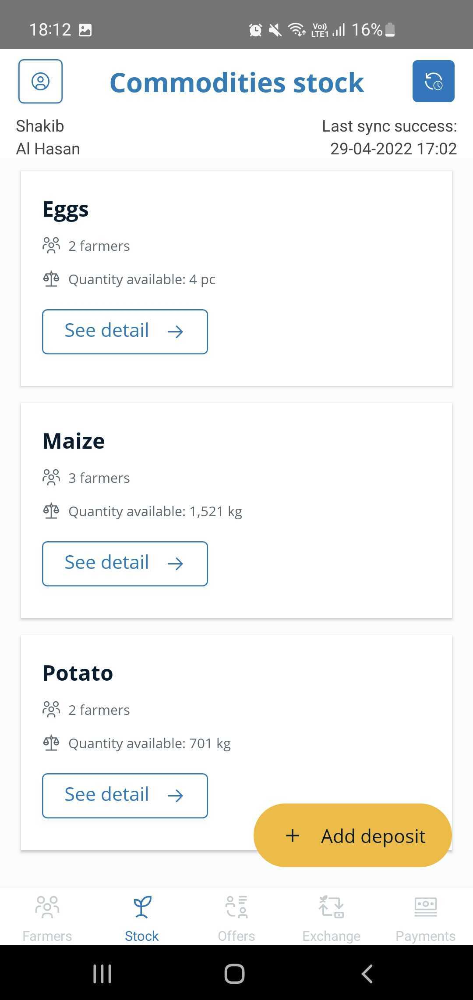 18:12
Vo)) LTE1 16%
Commodities stock
Shakib
Al Hasan
Last sync success:
29-04-2022 17:02
Eggs
2 farmers
Quantity available: 4 pc
See detail
Maize
3 farmers
Quantity available: 1,521 kg
See detail
Potato
2 farmers
Quantity available: 701 kg
See detail
+ Add deposit
Farmers
Stock
Offers
Exchange
Payments